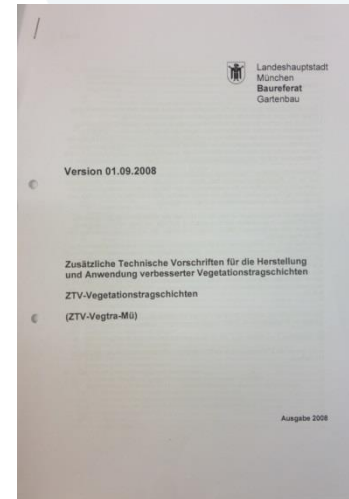 Landeshauptstadt
München
Baureferat
Gartenbau
Version 01.09.2008
Zusätzliche Technische Vorschriften für die Herstellung
und Anwendung verbesserter Vegetationstragschichten
ZTV-Vegetationstragschichten
(ZTV-Vegtra-Mü)
Ausgabe 2008